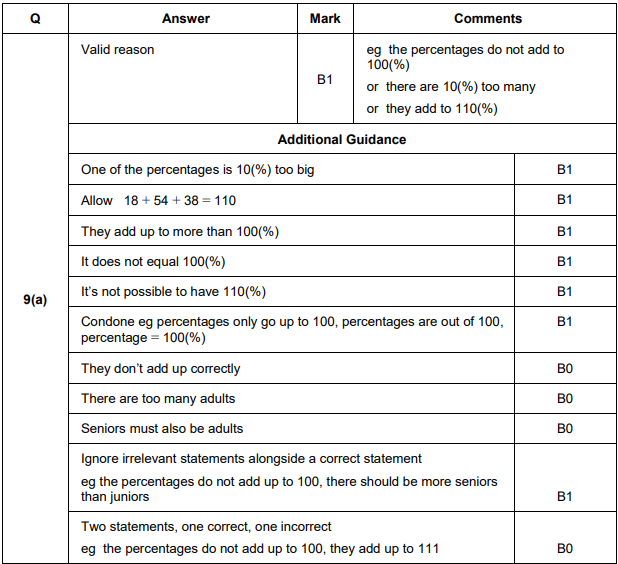 Q Answer Mark Comments
Valid reason
B1
eg the percentages do not add to
100(%)
or there are 10(%) too many
or they add to 110(%)
Additional Guidance
9(a)
One of the percentages is 10(%) too big B1
Allow 18 + 54 + 38 = 110 B1
They add up to more than 100(%) B1
It does not equal 100(%) B1
It's not possible to have 110(%) B1
Condone eg percentages only go up to 100, percentages are out of 100, B1
percentage = 100(%)
They don't add up correctly B0
There are too many adults B0
Seniors must also be adults B0
Ignore irrelevant statements alongside a correct statement
eg the percentages do not add up to 100, there should be more seniors
than juniors B1
Two statements, one correct, one incorrect
eg the percentages do not add up to 100, they add up to 111 B0